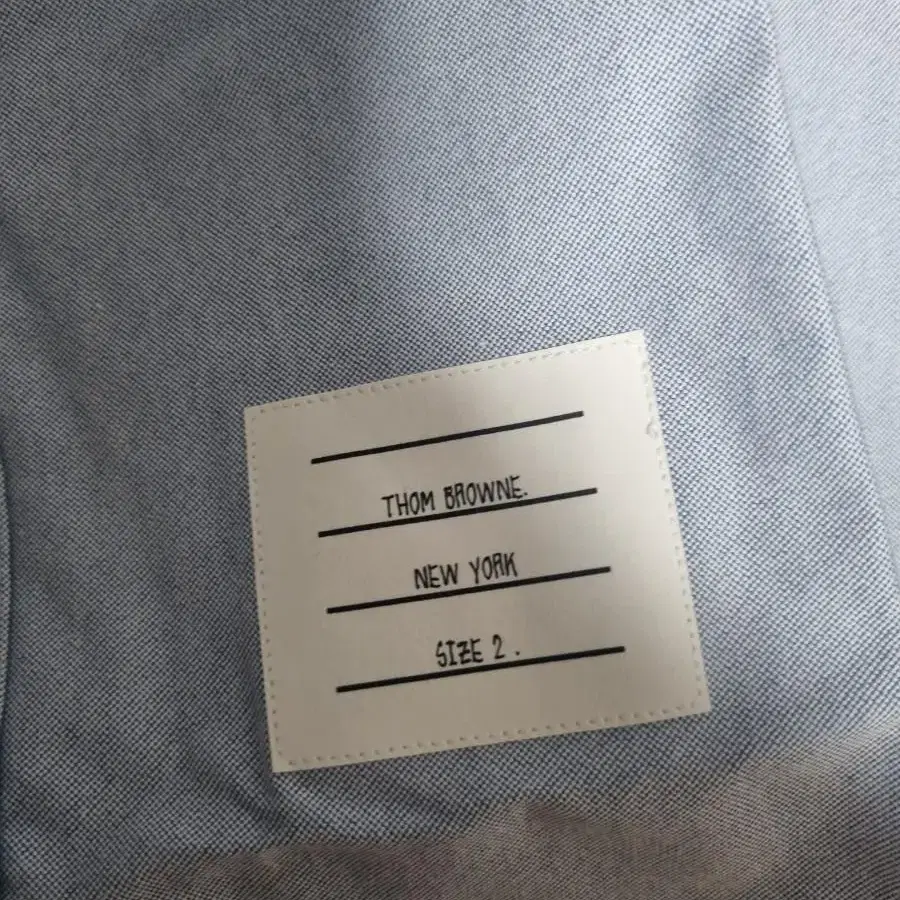 THOM BROWNE.
NEW YORK
SIZE 2 .